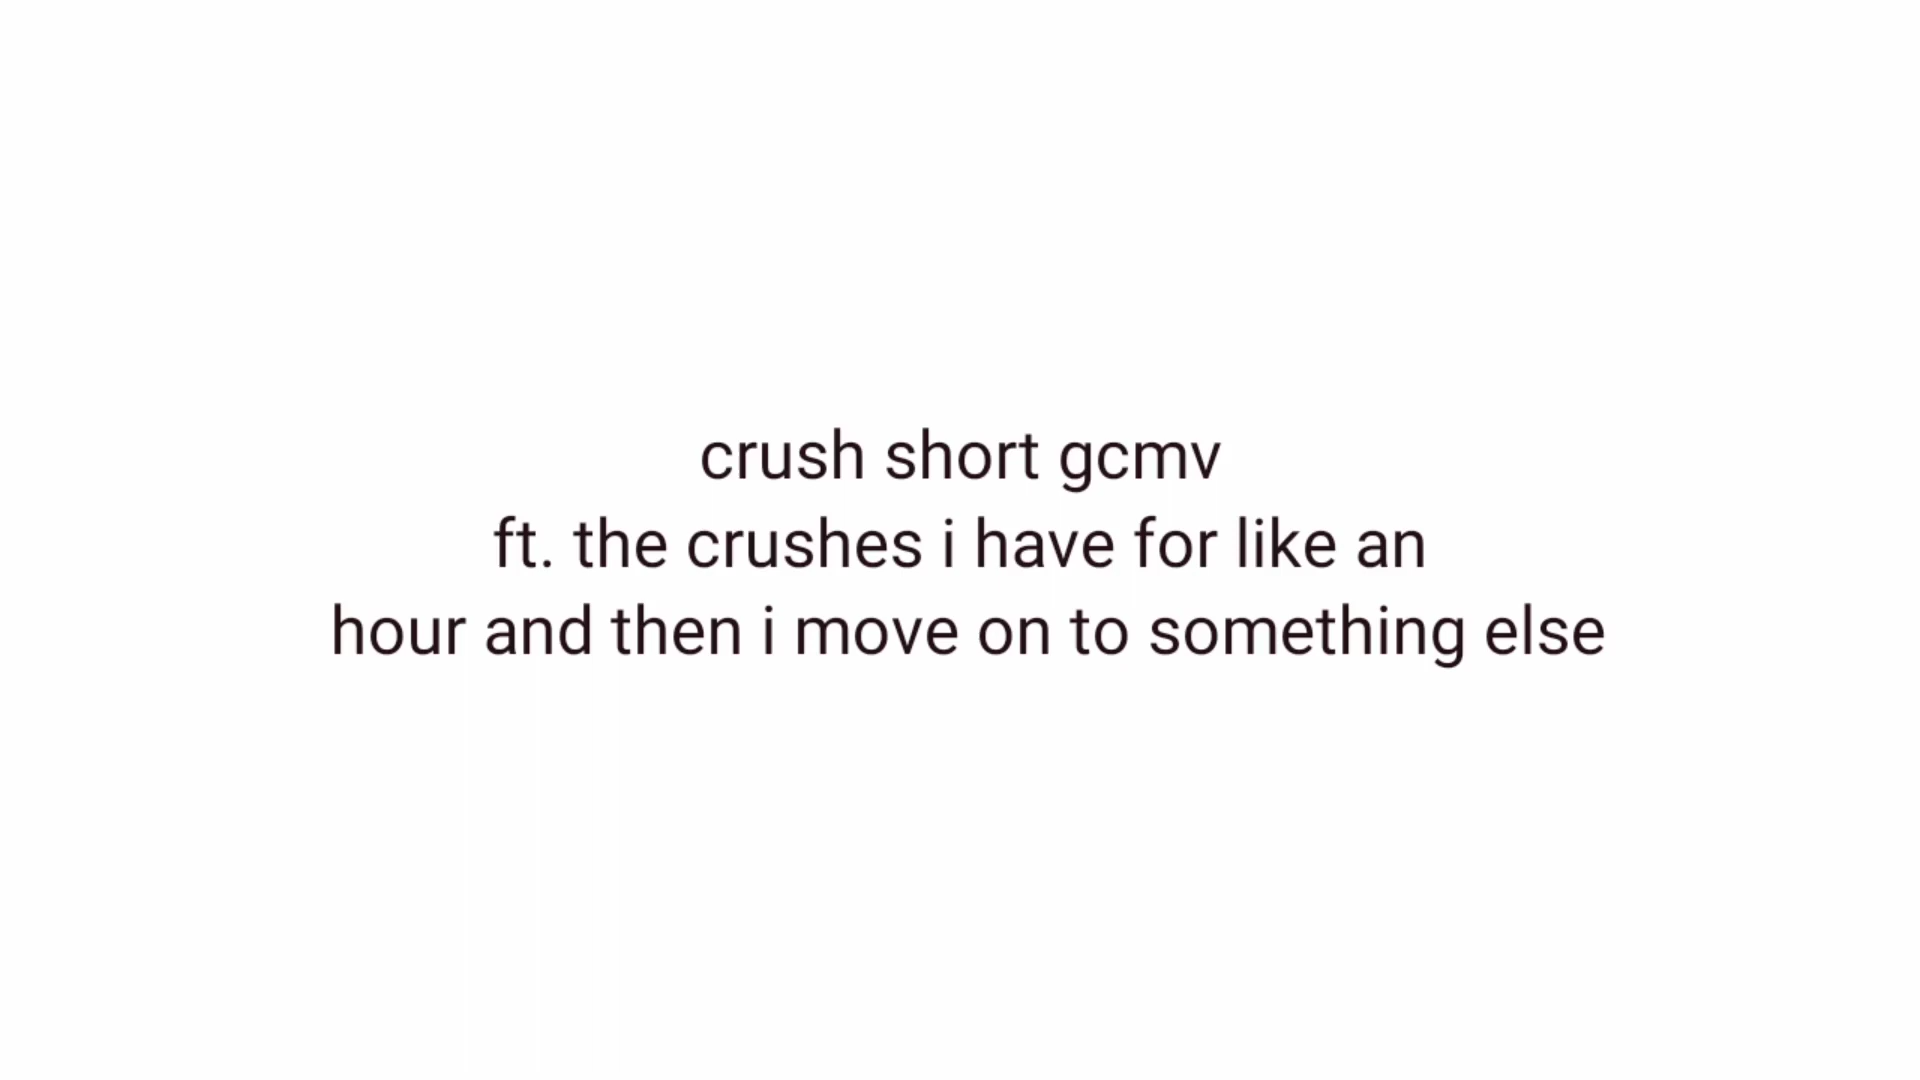 crush short gcmv
ft. the crushes i have for like an
hour and then i move on to something else